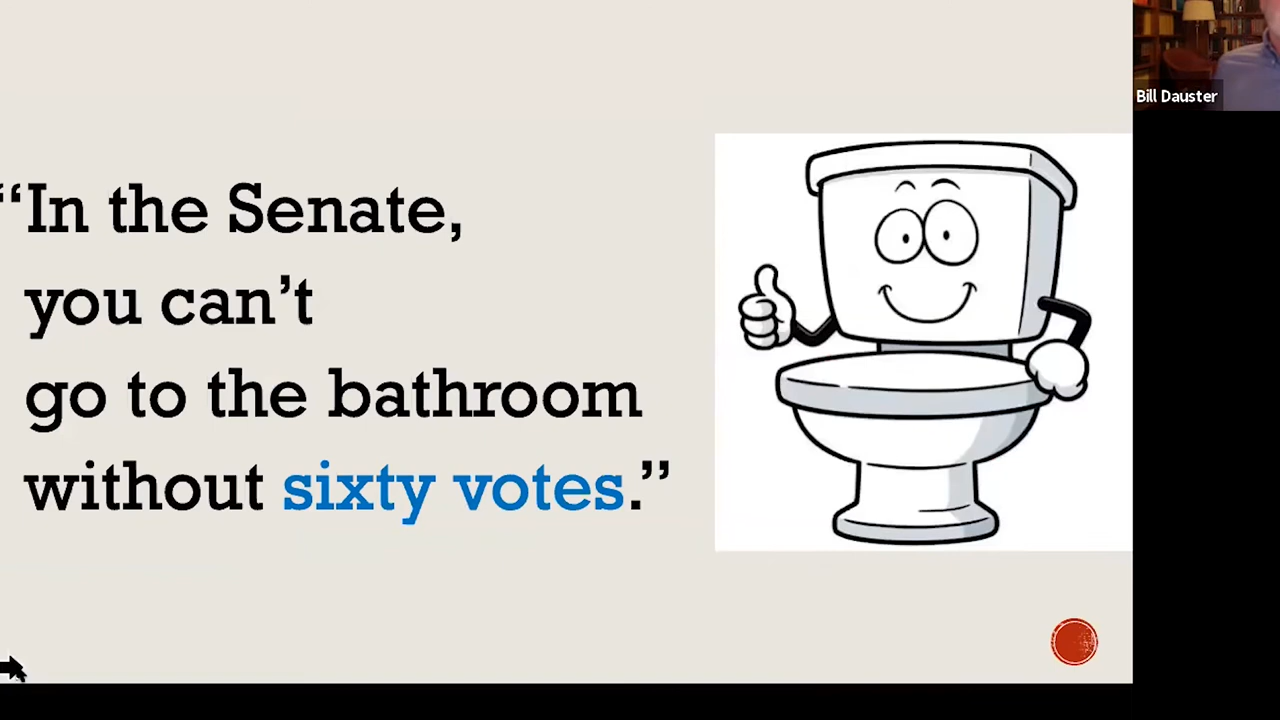 “In the Senate,
you can’t
go to the bathroom
without sixty votes.”
Bill Dauster